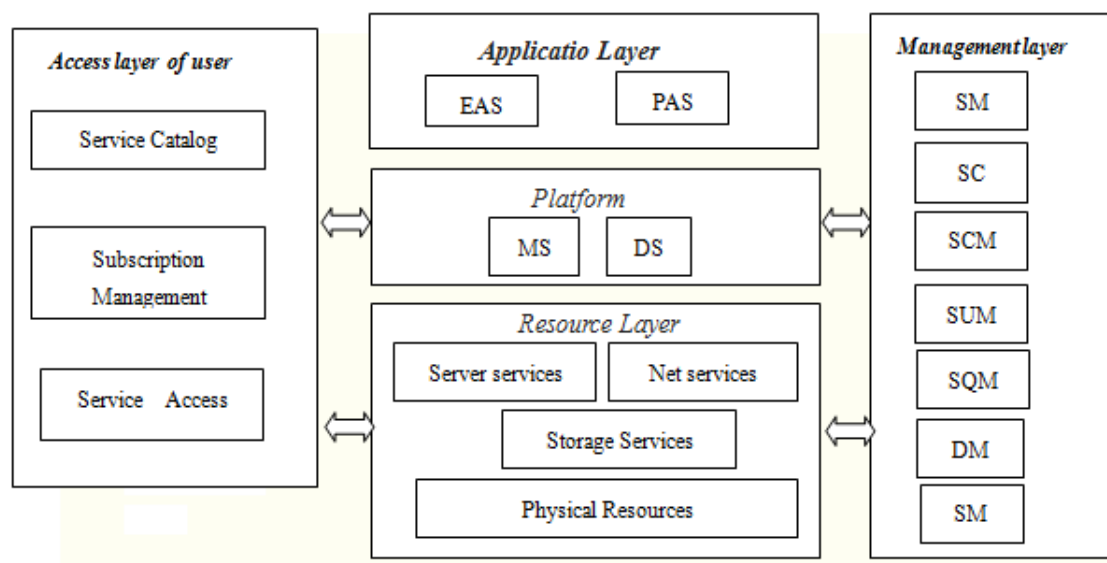 Access layer of user
Service Catalog
Subscription
Management
Service Access
Applicatio Layer
EAS
PAS
Platform
MS
DS
Resource Layer
Server services
Net services
Storage Services
Physical Resources
Management layer
SM
SC
SCM
SUM
SQM
DM
SM